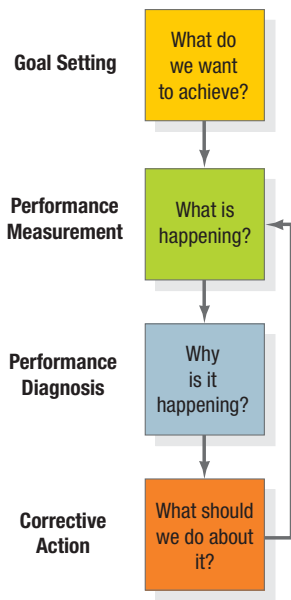 Goal Setting
What do
we want
to achieve?
Performance
Measurement
What is
happening?
Performance
Diagnosis
Why
is it
happening?
Corrective
Action
What should
we do about
it?